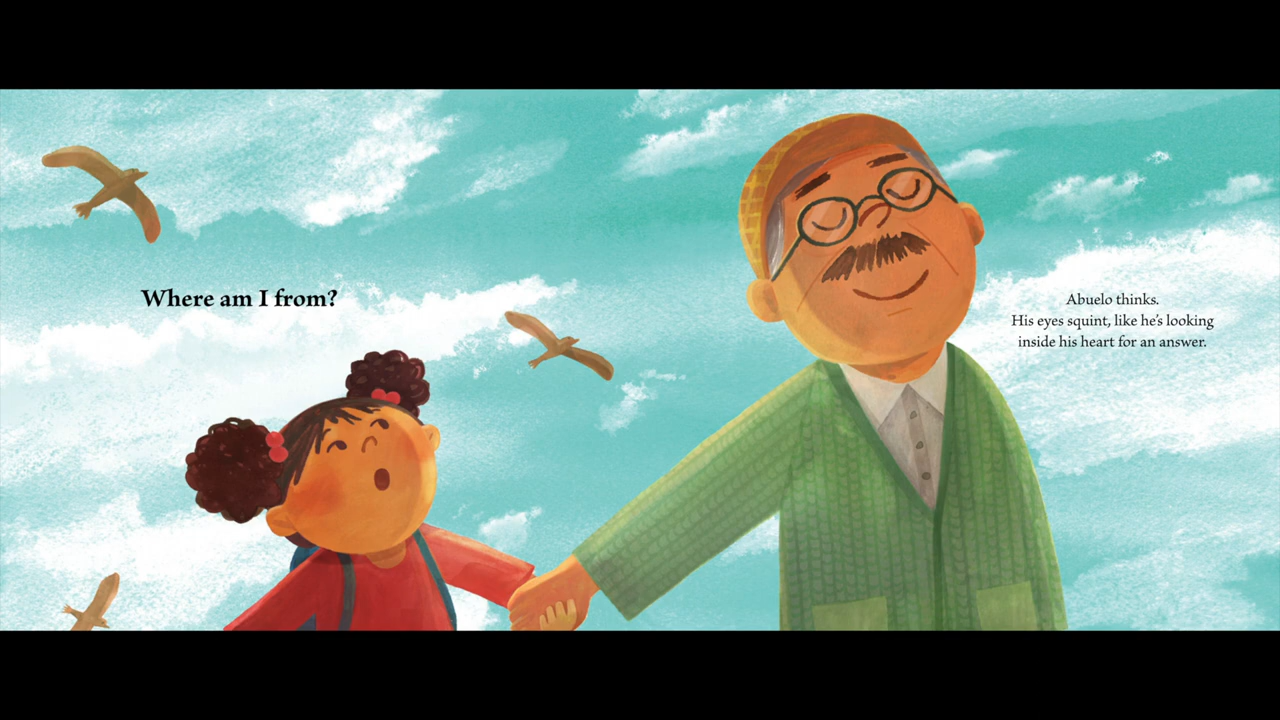 Where am I from?
Abuelo thinks.
His eyes squint, like he's looking
inside his heart for an answer.